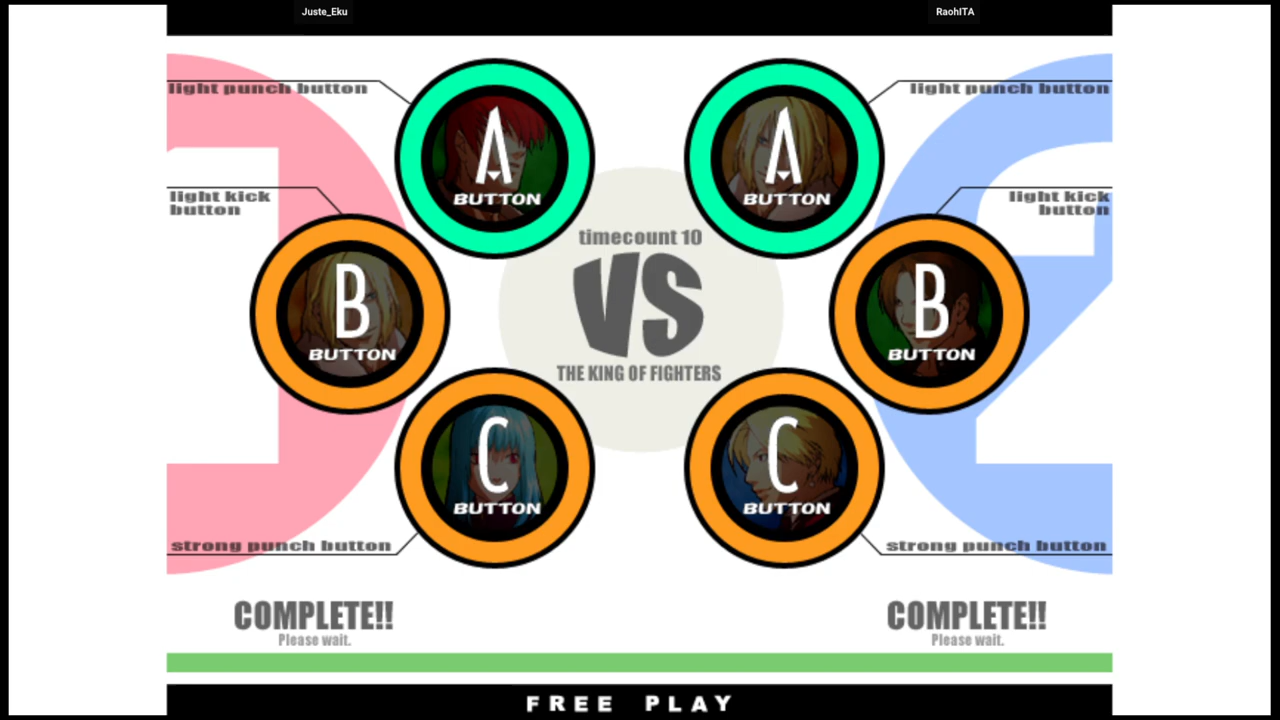 Juste_Eku
RaohITA
light punch button
light punch button
A
BUTTON
A
BUTTON
light kick
button
light kick
button
timecount 10
VS
THE KING OF FIGHTERS
B
BUTTON
B
BUTTON
C
BUTTON
C
BUTTON
strong punch button
strong punch button
COMPLETE!!
Please wait.
COMPLETE!!
Please wait.
FREE PLAY